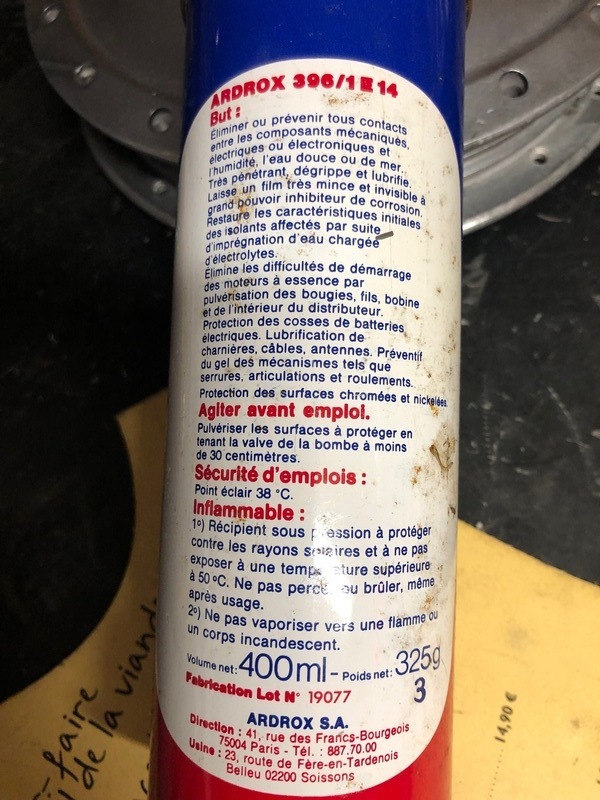 ARDROX 396/1 E 14
But :
Éliminer ou prévenir tous contacts
entre les composants mécaniques,
électriques ou électroniques et
l'humidité, l'eau douce ou de mer.
Très pénétrant, dégrippe et lubrifie.
Laisse un film très mince et invisible à
grand pouvoir inhibiteur de corrosion.
Restaure les caractéristiques initiales
des isolants affectés par suite
d'imprégnation d'eau chargée
d'électrolytes.
Élimine les difficultés de démarrage
des moteurs à essence par
pulvérisation des bougies, fils, bobine
et de l'intérieur du distributeur.
Protection des cosses de batteries
électriques. Lubrification de
charnières, câbles, antennes. Préventif
du gel des mécanismes tels que
serrures, articulations et roulements.
Protection des surfaces chromées et nickelées.
Agiter avant emploi.
Pulvériser les surfaces à protéger en
tenant la valve de la bombe à moins
de 30 centimètres.
Sécurité d'emplois :
Point éclair 38 °C.
Inflammable :
1°) Récipient sous pression à protéger
contre les rayons solaires et à ne pas
exposer à une température supérieure
à 50 °C. Ne pas percer ou brûler, même
après usage.
2°) Ne pas vaporiser vers une flamme ou
un corps incandescent.
Volume net: 400ml - Poids net: 325g
Fabrication Lot N° 19077 3
ARDROX S.A.
Direction : 41, rue des Francs-Bourgeois
75004 Paris - Tél. : 887.70.00
Usine : 23, route de Fère-en-Tardenois
Belleu 02200 Soissons
faire
de la viande
14,90 €